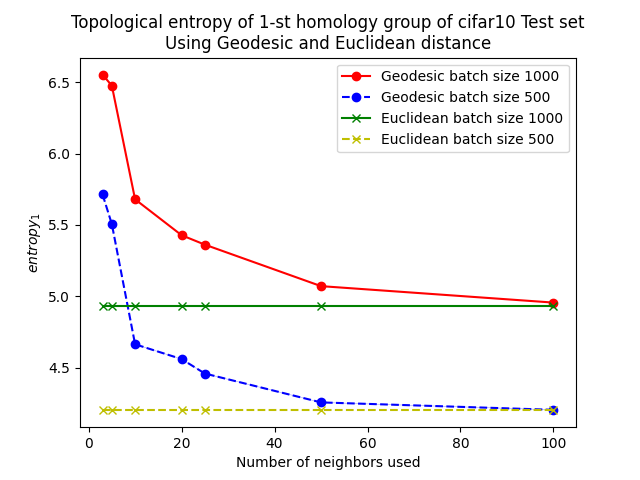 Topological entropy of 1-st homology group of cifar10 Test set
Using Geodesic and Euclidean distance
Geodesic batch size 1000
Geodesic batch size 500
Euclidean batch size 1000
Euclidean batch size 500
entropy₁
6.5
6.0
5.5
5.0
4.5
0 20 40 60 80 100
Number of neighbors used